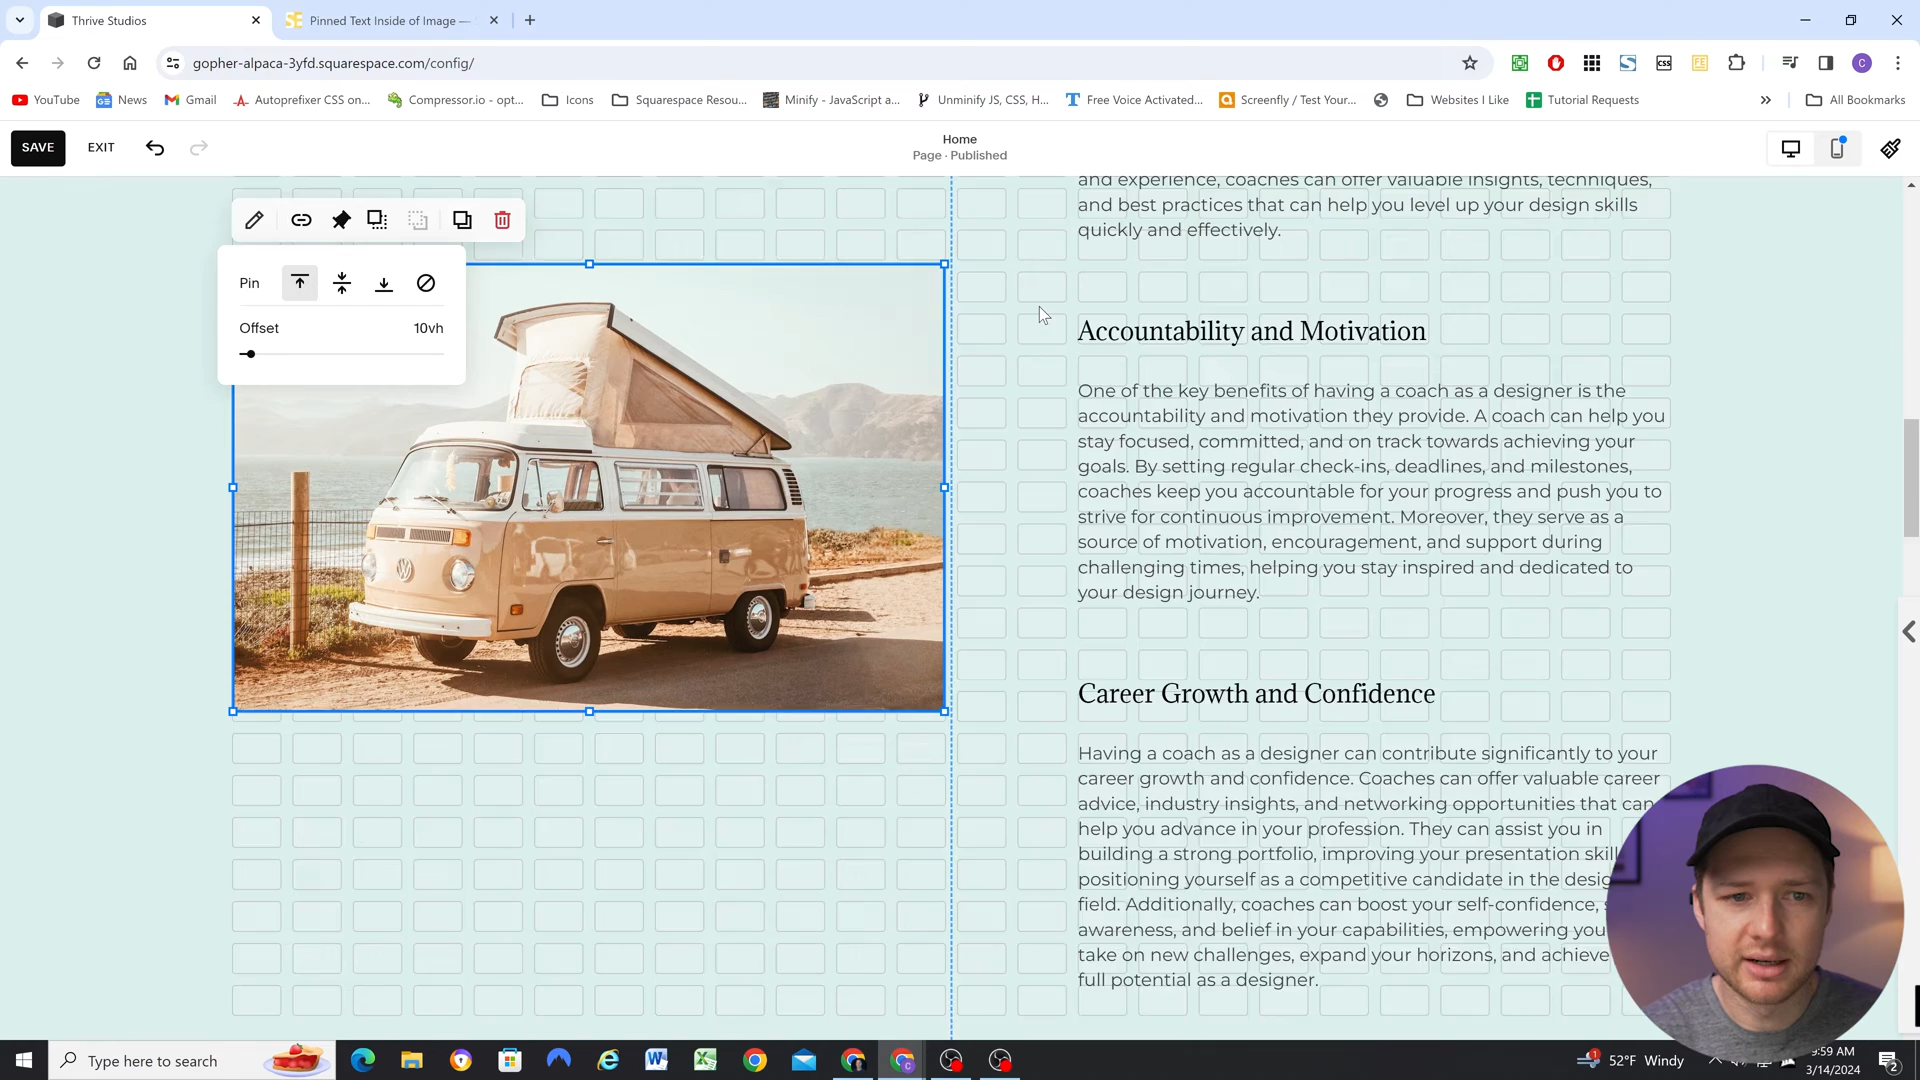 Thrive Studios
SE Pinned Text Inside of Image —
gopher-alpaca-3yfd.squarespace.com/config/
CSS FE C
YouTube News Gmail Autoprefixer CSS on... Compressor.io - opt... Icons Squarespace Resou... Minify - JavaScript a... Unminify JS, CSS, H... Free Voice Activated... Screenfly / Test Your... Websites I Like Tutorial Requests All Bookmarks
SAVE EXIT
Home
Page · Published
and experience, coaches can offer valuable insights, techniques,
and best practices that can help you level up your design skills
quickly and effectively.
Pin
Offset 10vh
Accountability and Motivation
One of the key benefits of having a coach as a designer is the
accountability and motivation they provide. A coach can help you
stay focused, committed, and on track towards achieving your
goals. By setting regular check-ins, deadlines, and milestones,
coaches keep you accountable for your progress and push you to
strive for continuous improvement. Moreover, they serve as a
source of motivation, encouragement, and support during
challenging times, helping you stay inspired and dedicated to
your design journey.
Career Growth and Confidence
Having a coach as a designer can contribute significantly to your
career growth and confidence. Coaches can offer valuable career
advice, industry insights, and networking opportunities that can
help you advance in your profession. They can assist you in
building a strong portfolio, improving your presentation skil
positioning yourself as a competitive candidate in the desig
field. Additionally, coaches can boost your self-confidence, s
awareness, and belief in your capabilities, empowering you
take on new challenges, expand your horizons, and achieve
full potential as a designer.
Type here to search
52°F Windy
9:59 AM
3/14/2024
2